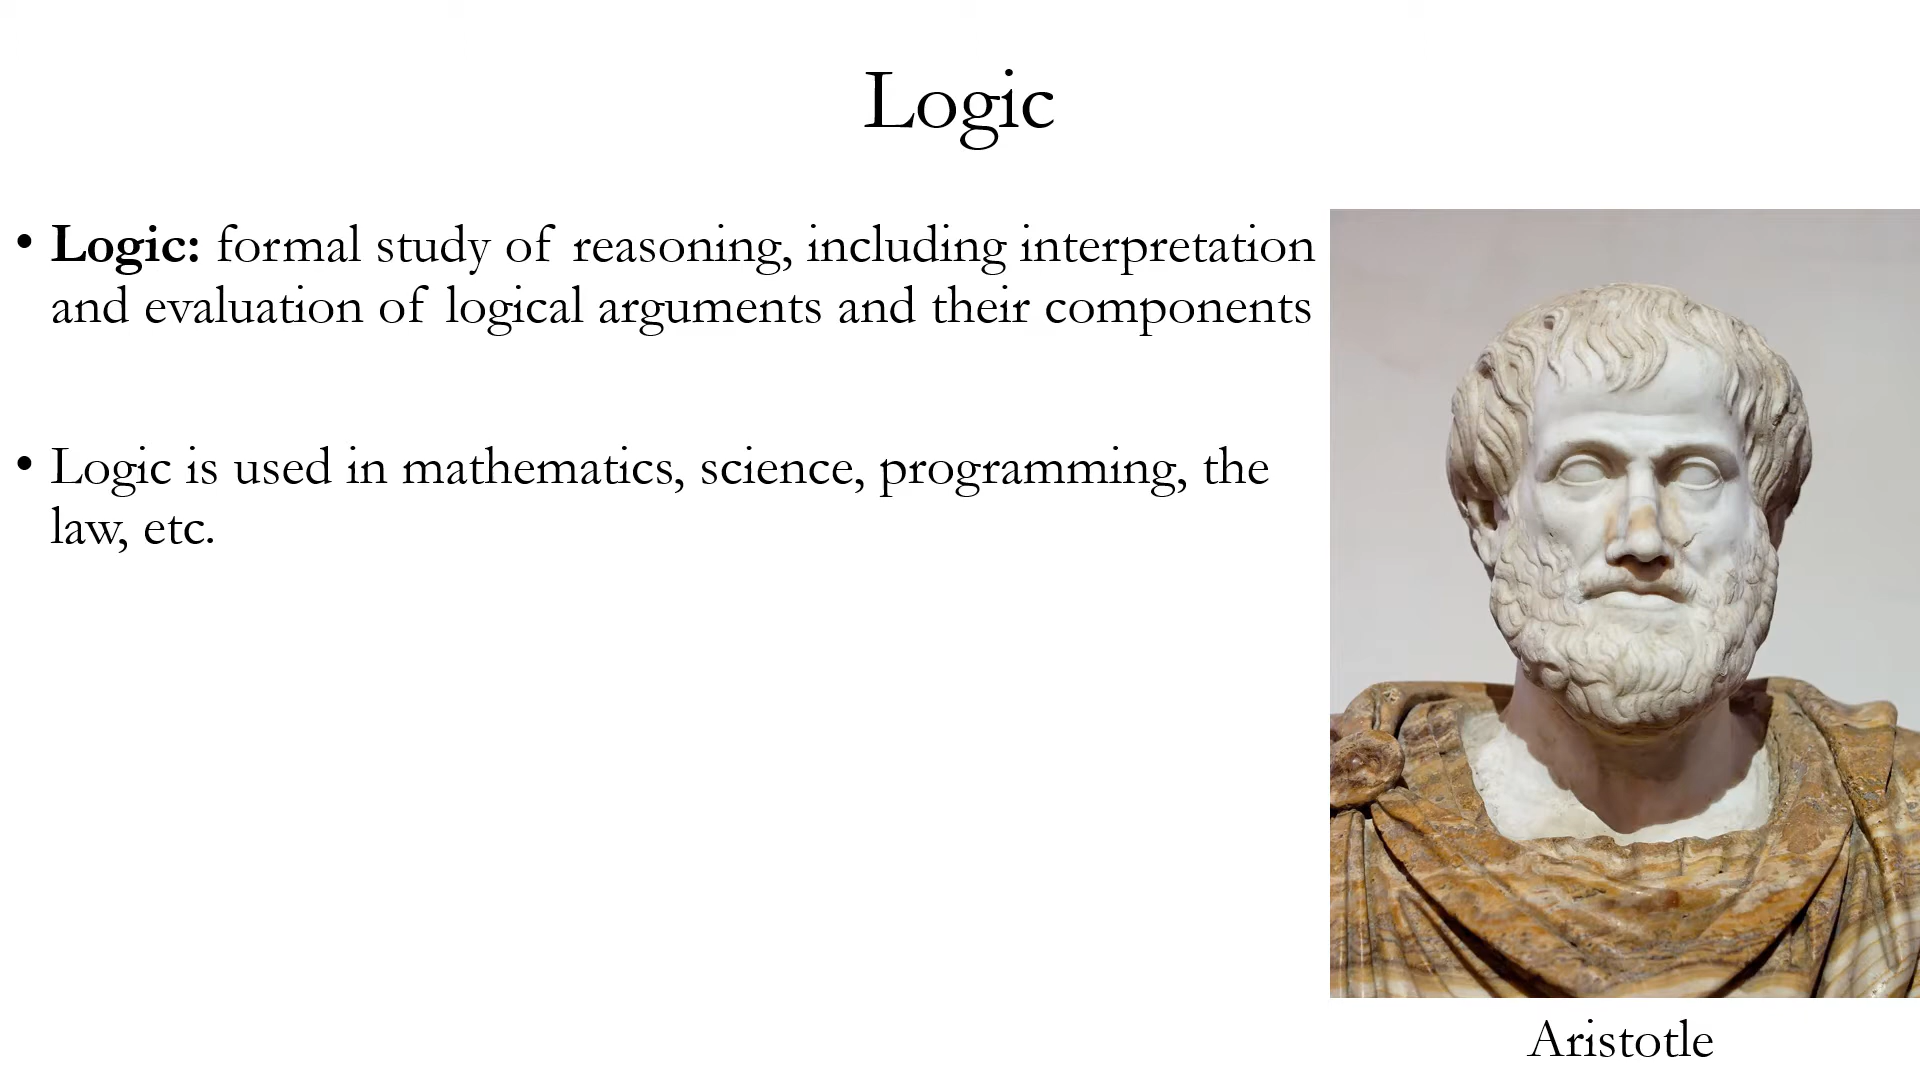 Logic
• Logic: formal study of reasoning, including interpretation
and evaluation of logical arguments and their components
• Logic is used in mathematics, science, programming, the
law, etc.
Aristotle